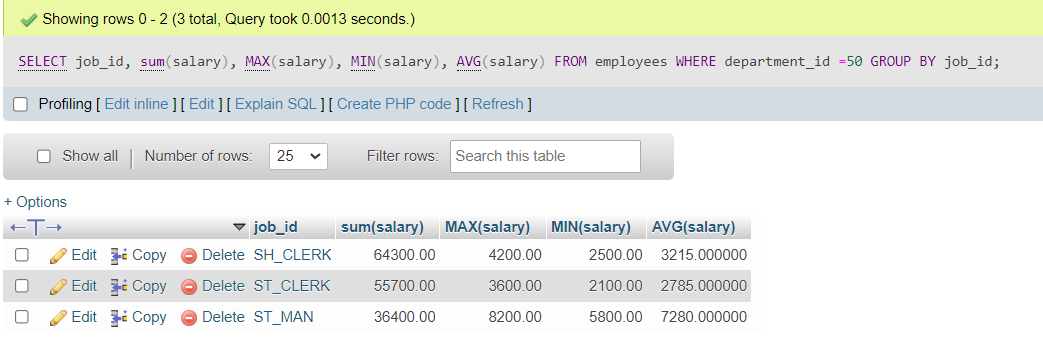 Showing rows 0 - 2 (3 total, Query took 0.0013 seconds.)
SELECT job_id, sum(salary), MAX(salary), MIN(salary), AVG(salary) FROM employees WHERE department_id =50 GROUP BY job_id;
Profiling [ Edit inline ] [ Edit ] [ Explain SQL ] [ Create PHP code ] [ Refresh ]
Show all | Number of rows: 25 Filter rows: Search this table
+ Options
←T→ job_id sum(salary) MAX(salary) MIN(salary) AVG(salary)
Edit Copy Delete SH_CLERK 64300.00 4200.00 2500.00 3215.000000
Edit Copy Delete ST_CLERK 55700.00 3600.00 2100.00 2785.000000
Edit Copy Delete ST_MAN 36400.00 8200.00 5800.00 7280.000000